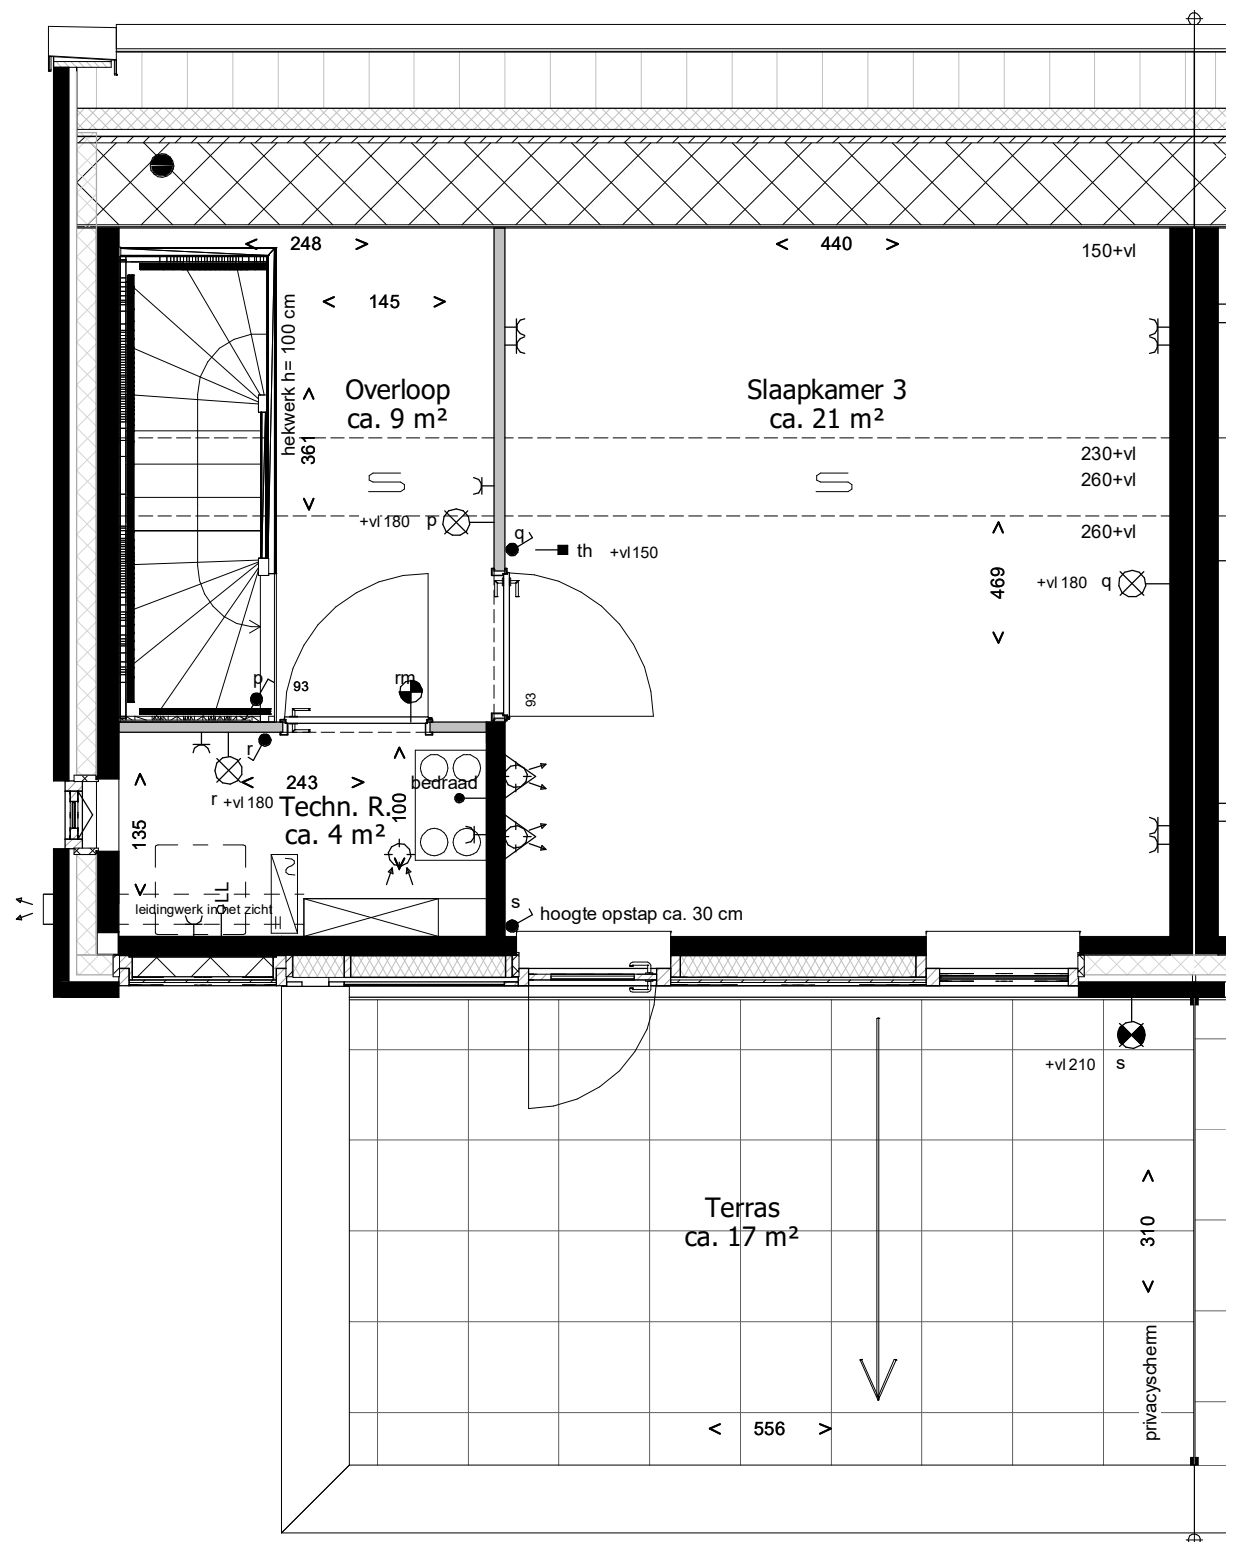 248
440
150+vl
145
hekwerk h= 100 cm
Overloop
ca. 9 m²
Slaapkamer 3
ca. 21 m²
361
230+vl
260+vl
+vl 180 p
q
260+vl
th +vl150
469
+vl 180 q
p
93
rm
93
r
243
bedraad
r +vl 180
Techn. R.
ca. 4 m²
100
135
LL
leidingwerk in het zicht
s
hoogte opstap ca. 30 cm
+vl 210 s
Terras
ca. 17 m²
310
privacyscherm
556